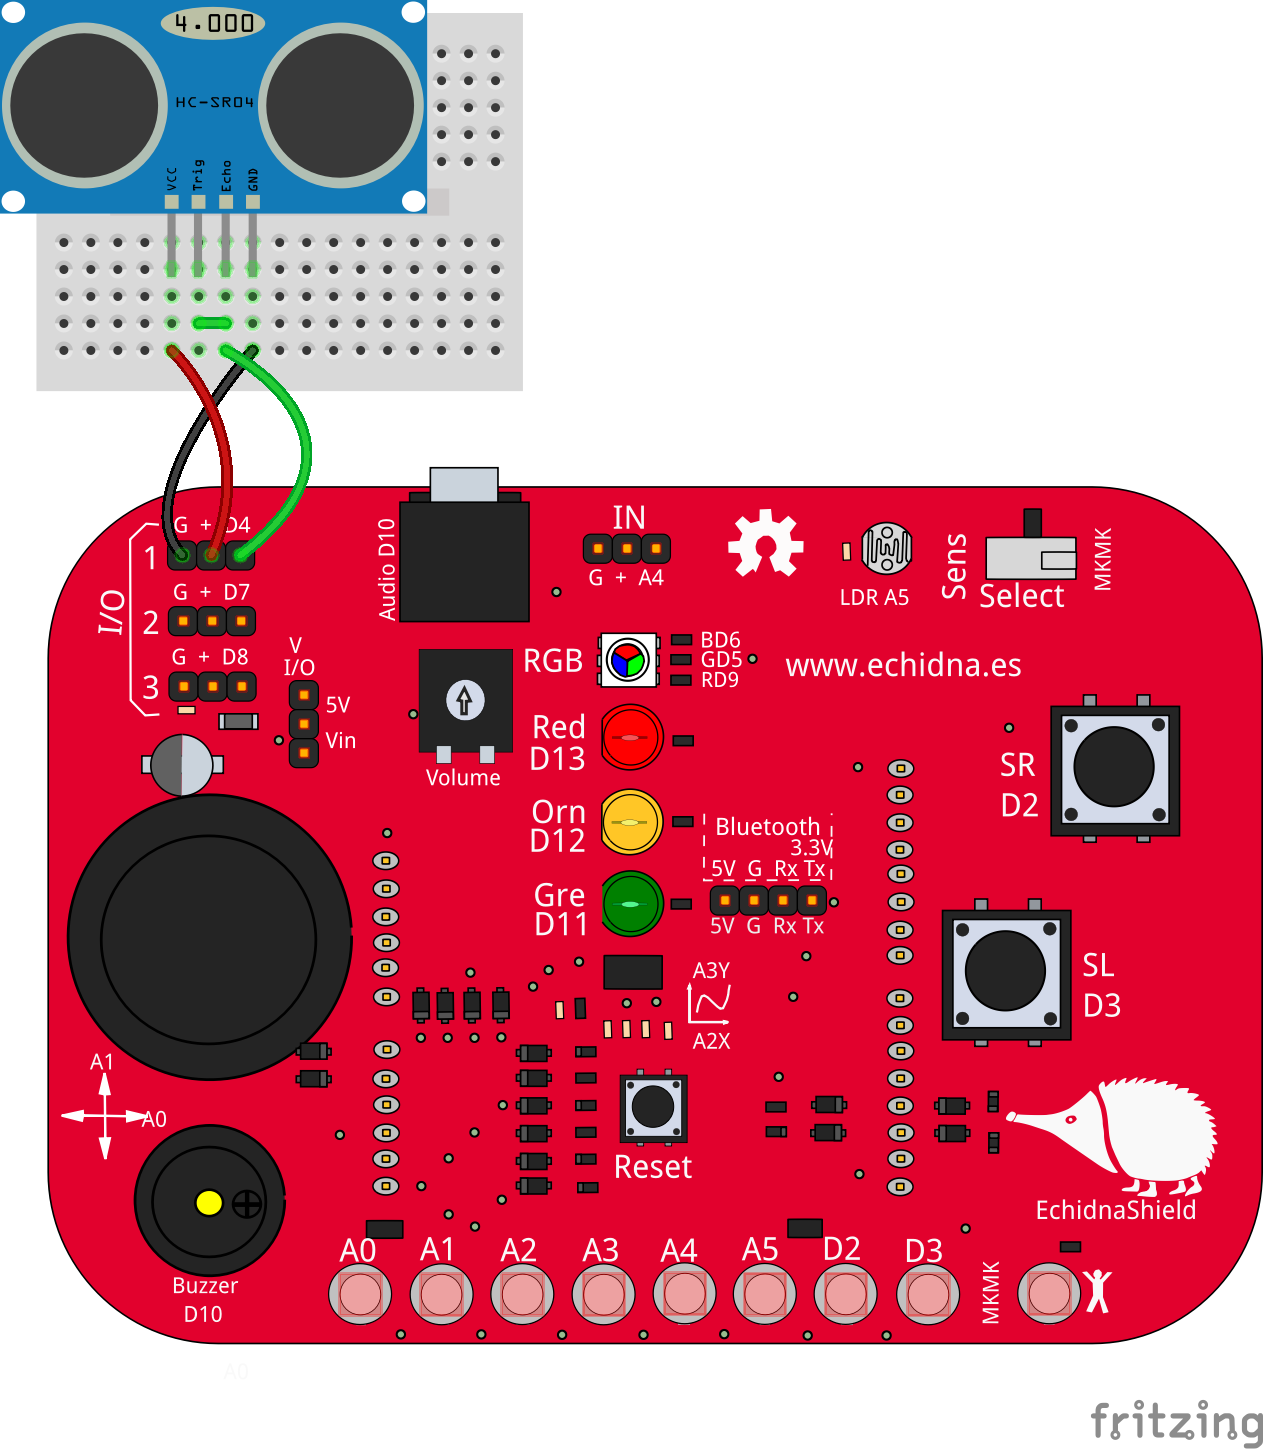 4.000
HC-SR04
VCC
Trig
Echo
GND
G + D4
1
G + D7
2
G + D8
3
I/O
V
I/O
5V
Vin
Audio D10
Volume
IN
G + A4
LDR A5
Sens
Select
MKMK
RGB
BD6
GD5
RD9
www.echidna.es
Red
D13
Orn
D12
Gre
D11
Bluetooth
3.3V
5V G Rx Tx
5V G Rx Tx
SR
D2
SL
D3
A3Y
A2X
A1
A0
Reset
EchidnaShield
Buzzer
D10
A0 A1 A2 A3 A4 A5 D2 D3
MKMK
A0
fritzing